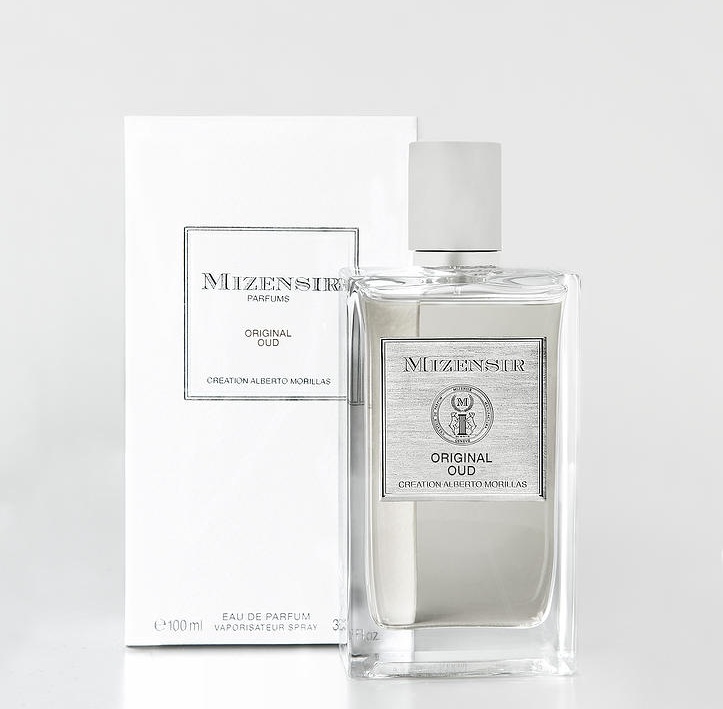 MIZENSIR
PARFUMS
ORIGINAL
OUD
CREATION ALBERTO MORILLAS
℮100 ml
EAU DE PARFUM
VAPORISATEUR SPRAY
MIZENSIR
M
ORIGINAL
OUD
CREATION ALBERTO MORILLAS